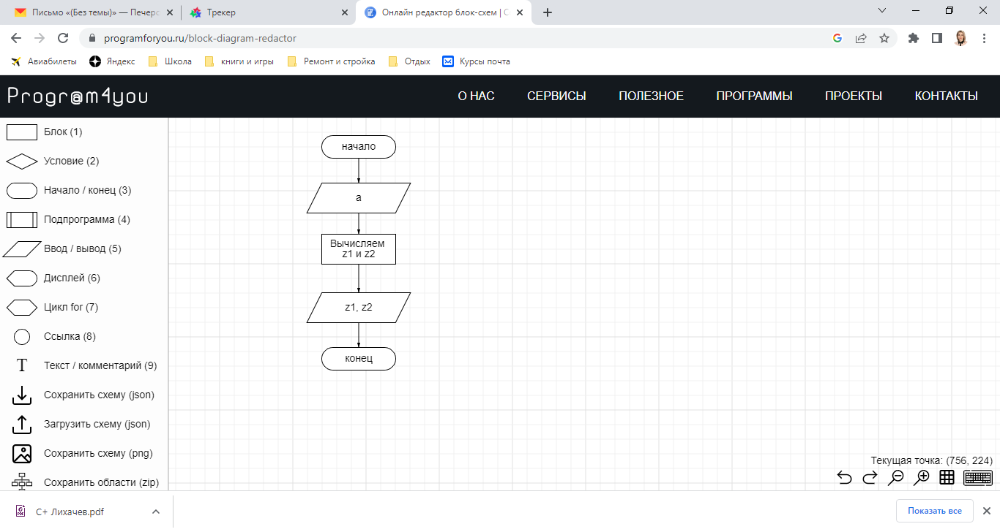 Письмо «(Без темы)» — Печерс
Трекер
Онлайн редактор блок-схем | С
programforyou.ru/block-diagram-redactor
Авиабилеты
Яндекс
Школа
книги и игры
Ремонт и стройка
Отдых
Курсы почта
Progr@m4you
О НАС
СЕРВИСЫ
ПОЛЕЗНОЕ
ПРОГРАММЫ
ПРОЕКТЫ
КОНТАКТЫ
Блок (1)
Условие (2)
Начало / конец (3)
Подпрограмма (4)
Ввод / вывод (5)
Дисплей (6)
Цикл for (7)
Ссылка (8)
T Текст / комментарий (9)
Сохранить схему (json)
Загрузить схему (json)
Сохранить схему (png)
Сохранить области (zip)
начало
a
Вычисляем
z1 и z2
z1, z2
конец
Текущая точка: (756, 224)
C+ Лихачев.pdf
Показать все